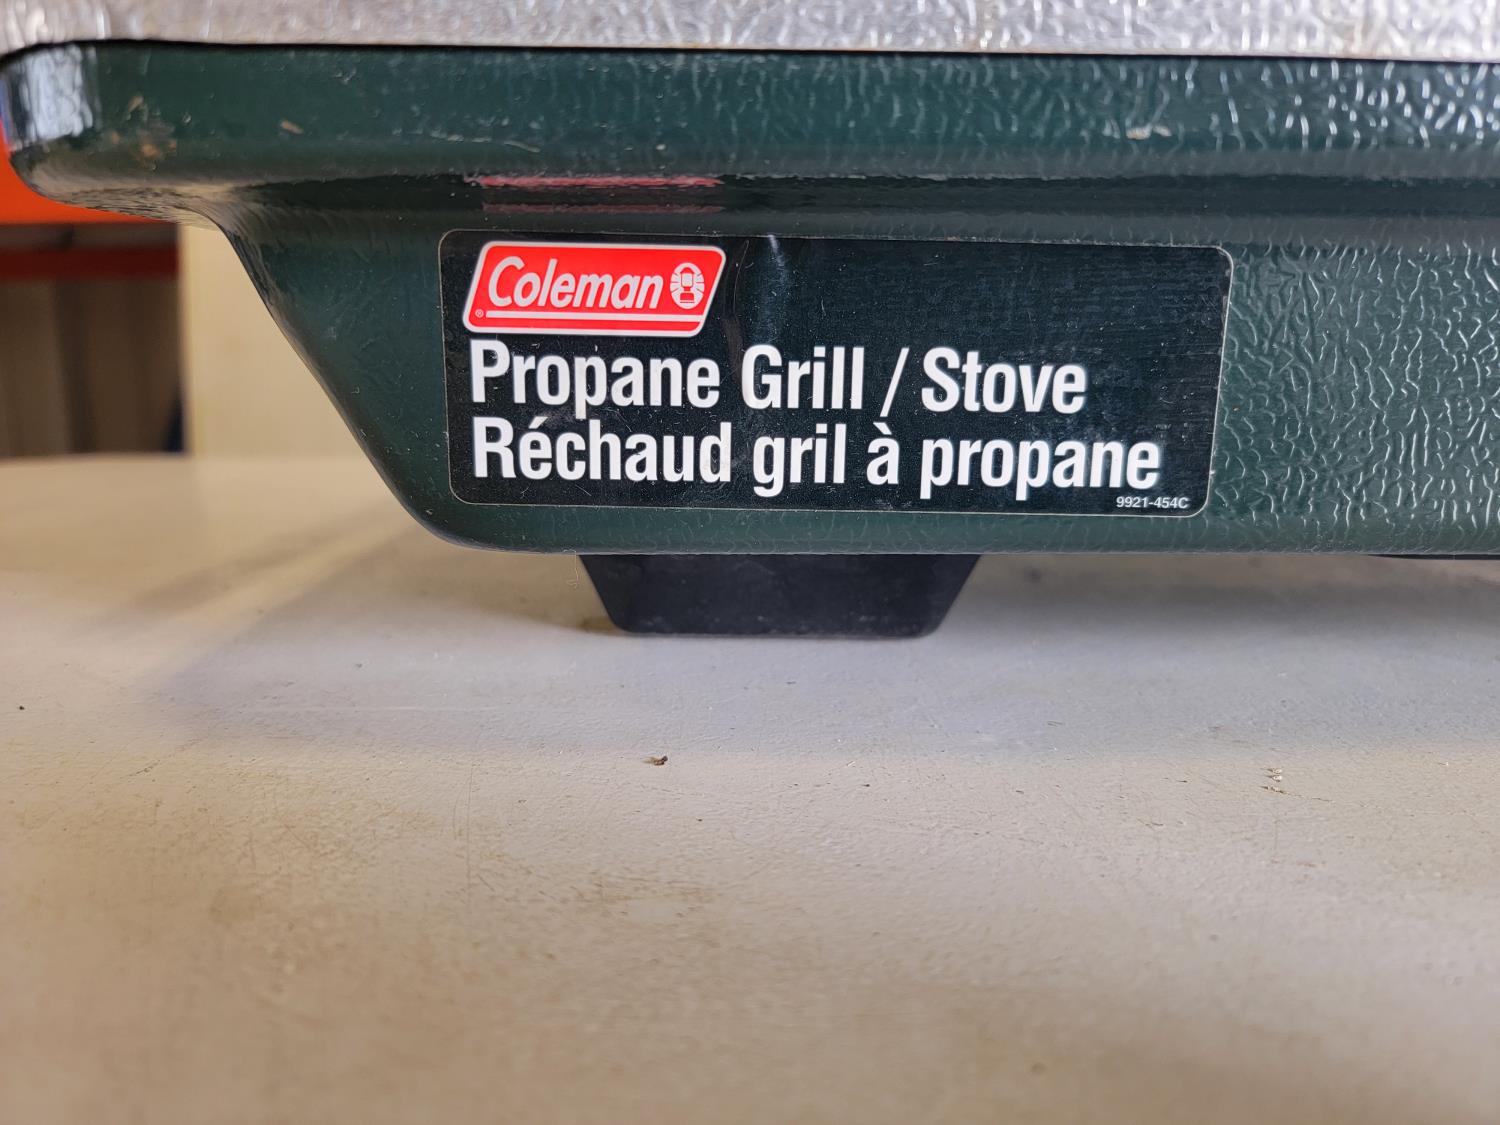 Coleman
®
Propane Grill / Stove
Réchaud gril à propane
9921-454C